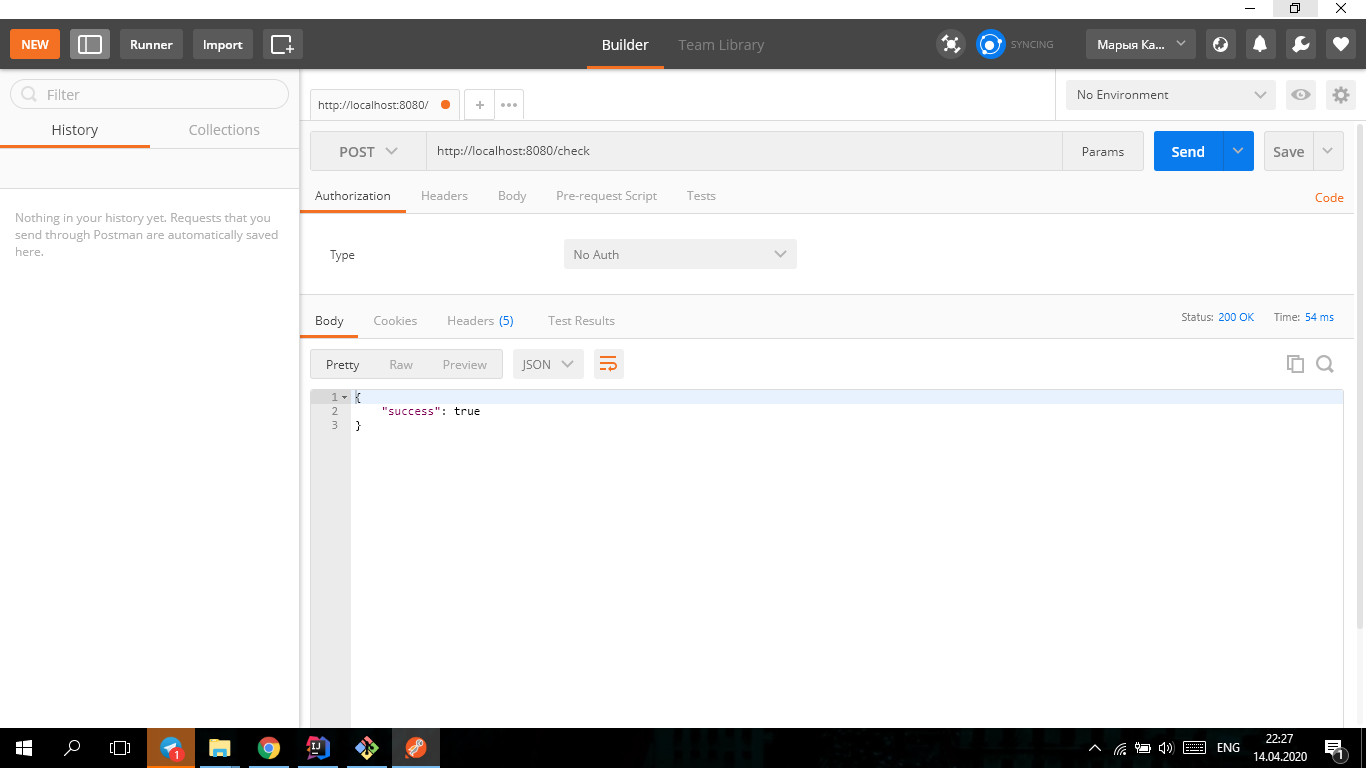 NEW
Runner
Import
Builder
Team Library
SYNCING
Марыя Ка...
Filter
History
Collections
Nothing in your history yet. Requests that you
send through Postman are automatically saved
here.
http://localhost:8080/
+
•••
No Environment
POST
http://localhost:8080/check
Params
Send
Save
Authorization
Headers
Body
Pre-request Script
Tests
Code
Type
No Auth
Body
Cookies
Headers (5)
Test Results
Status: 200 OK
Time: 54 ms
Pretty
Raw
Preview
JSON
1 {
2 "success": true
3 }
1
IJ
ENG
22:27
14.04.2020
1